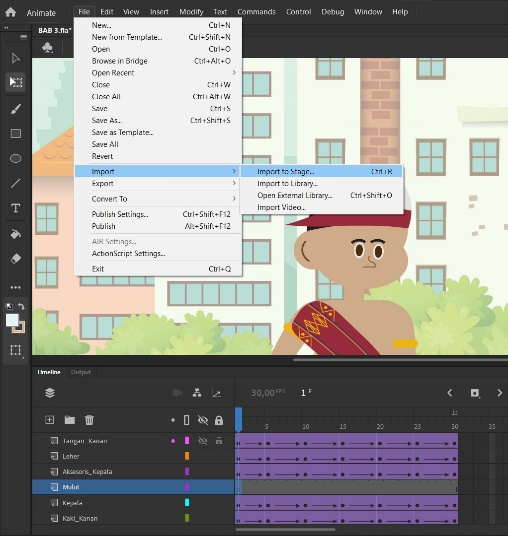 Animate File Edit View Insert Modify Text Commands Control Debug Window Help
BAB 3.fla*
New... Ctrl+N
New from Template... Ctrl+Shift+N
Open Ctrl+O
Browse in Bridge Ctrl+Alt+O
Open Recent
Close Ctrl+W
Close All Ctrl+Alt+W
Save Ctrl+S
Save As... Ctrl+Shift+S
Save as Template...
Save All
Revert
Import
Import to Stage... Ctrl+R
Export
Import to Library...
Open External Library... Ctrl+Shift+O
Convert To
Import Video...
Publish Settings... Ctrl+Shift+F12
Publish Alt+Shift+F12
AIR Settings...
ActionScript Settings...
Exit Ctrl+Q
Timeline Output
30,00 FPS 1 F
5 10 15 20 25 30 35
Tangan_Kanan
Leher
Aksesoris_Kepala
Mulut
Kepala
Kaki_Kanan